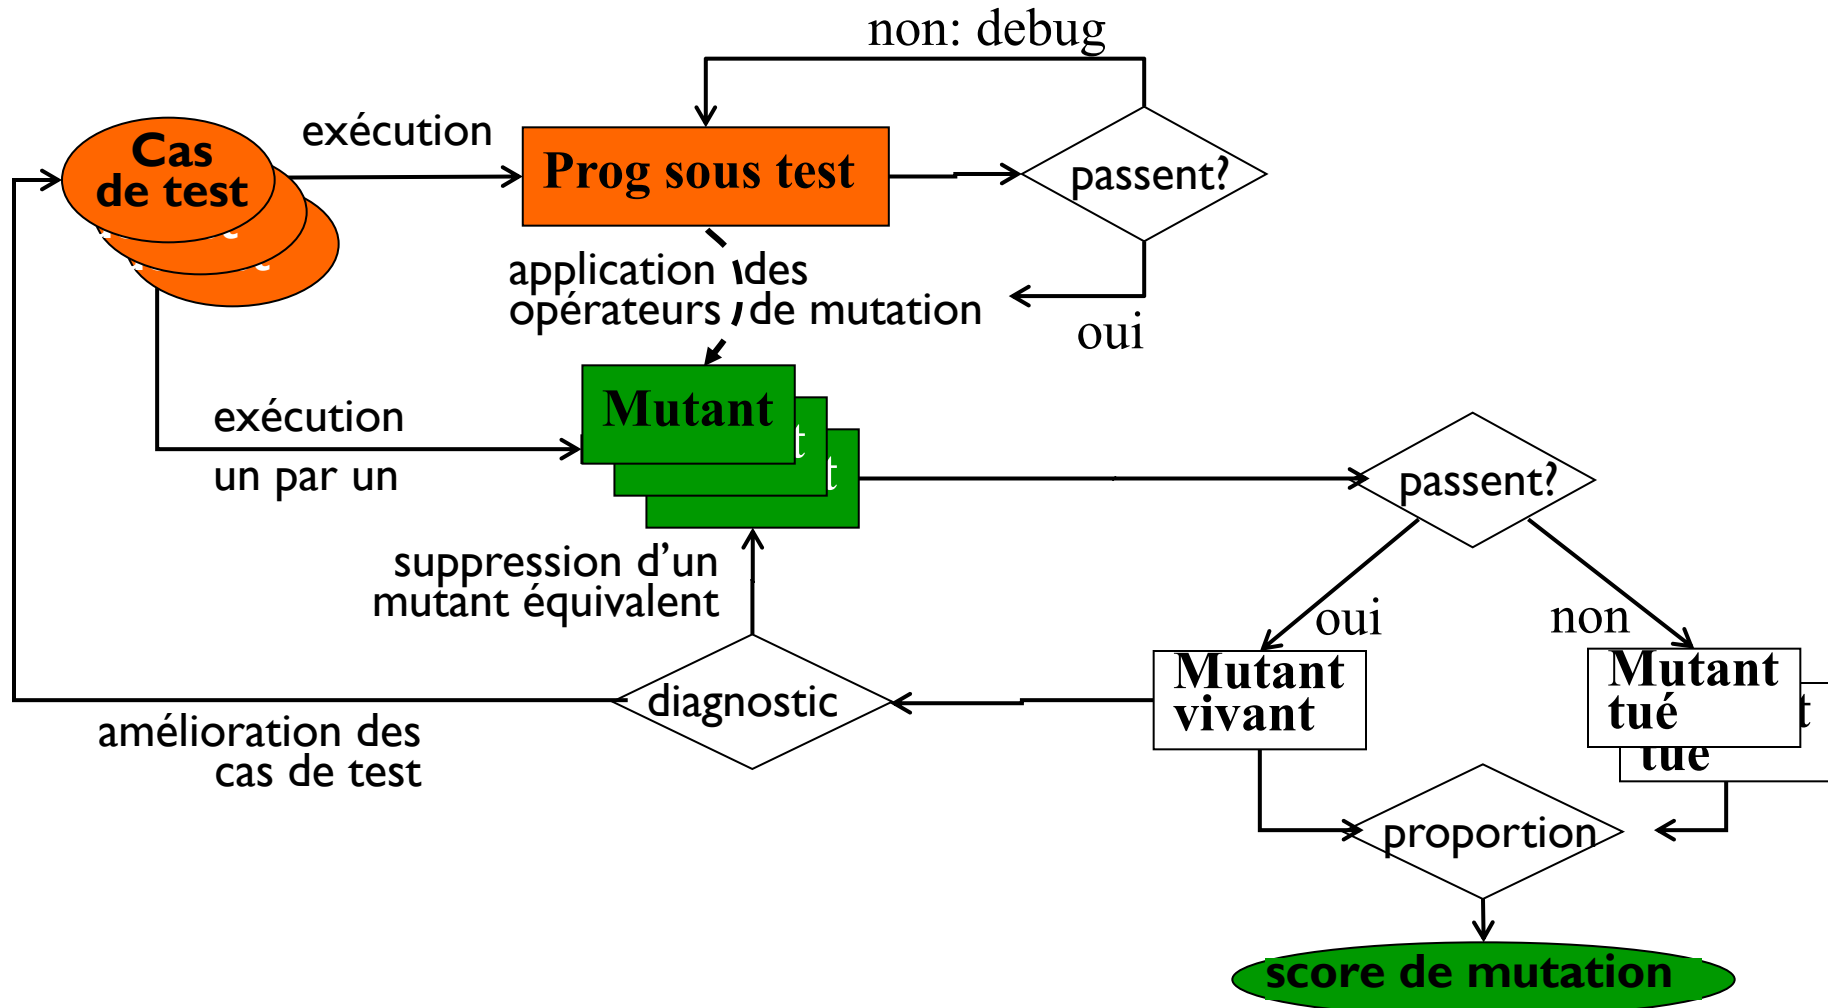 non: debug
exécution
Cas
de test
Prog sous test
passent?
application des
opérateurs de mutation
oui
Mutant
exécution
un par un
t
t
passent?
suppression d'un
mutant équivalent
oui
non
Mutant
vivant
Mutant
tué
t
tué
diagnostic
amélioration des
cas de test
proportion
score de mutation